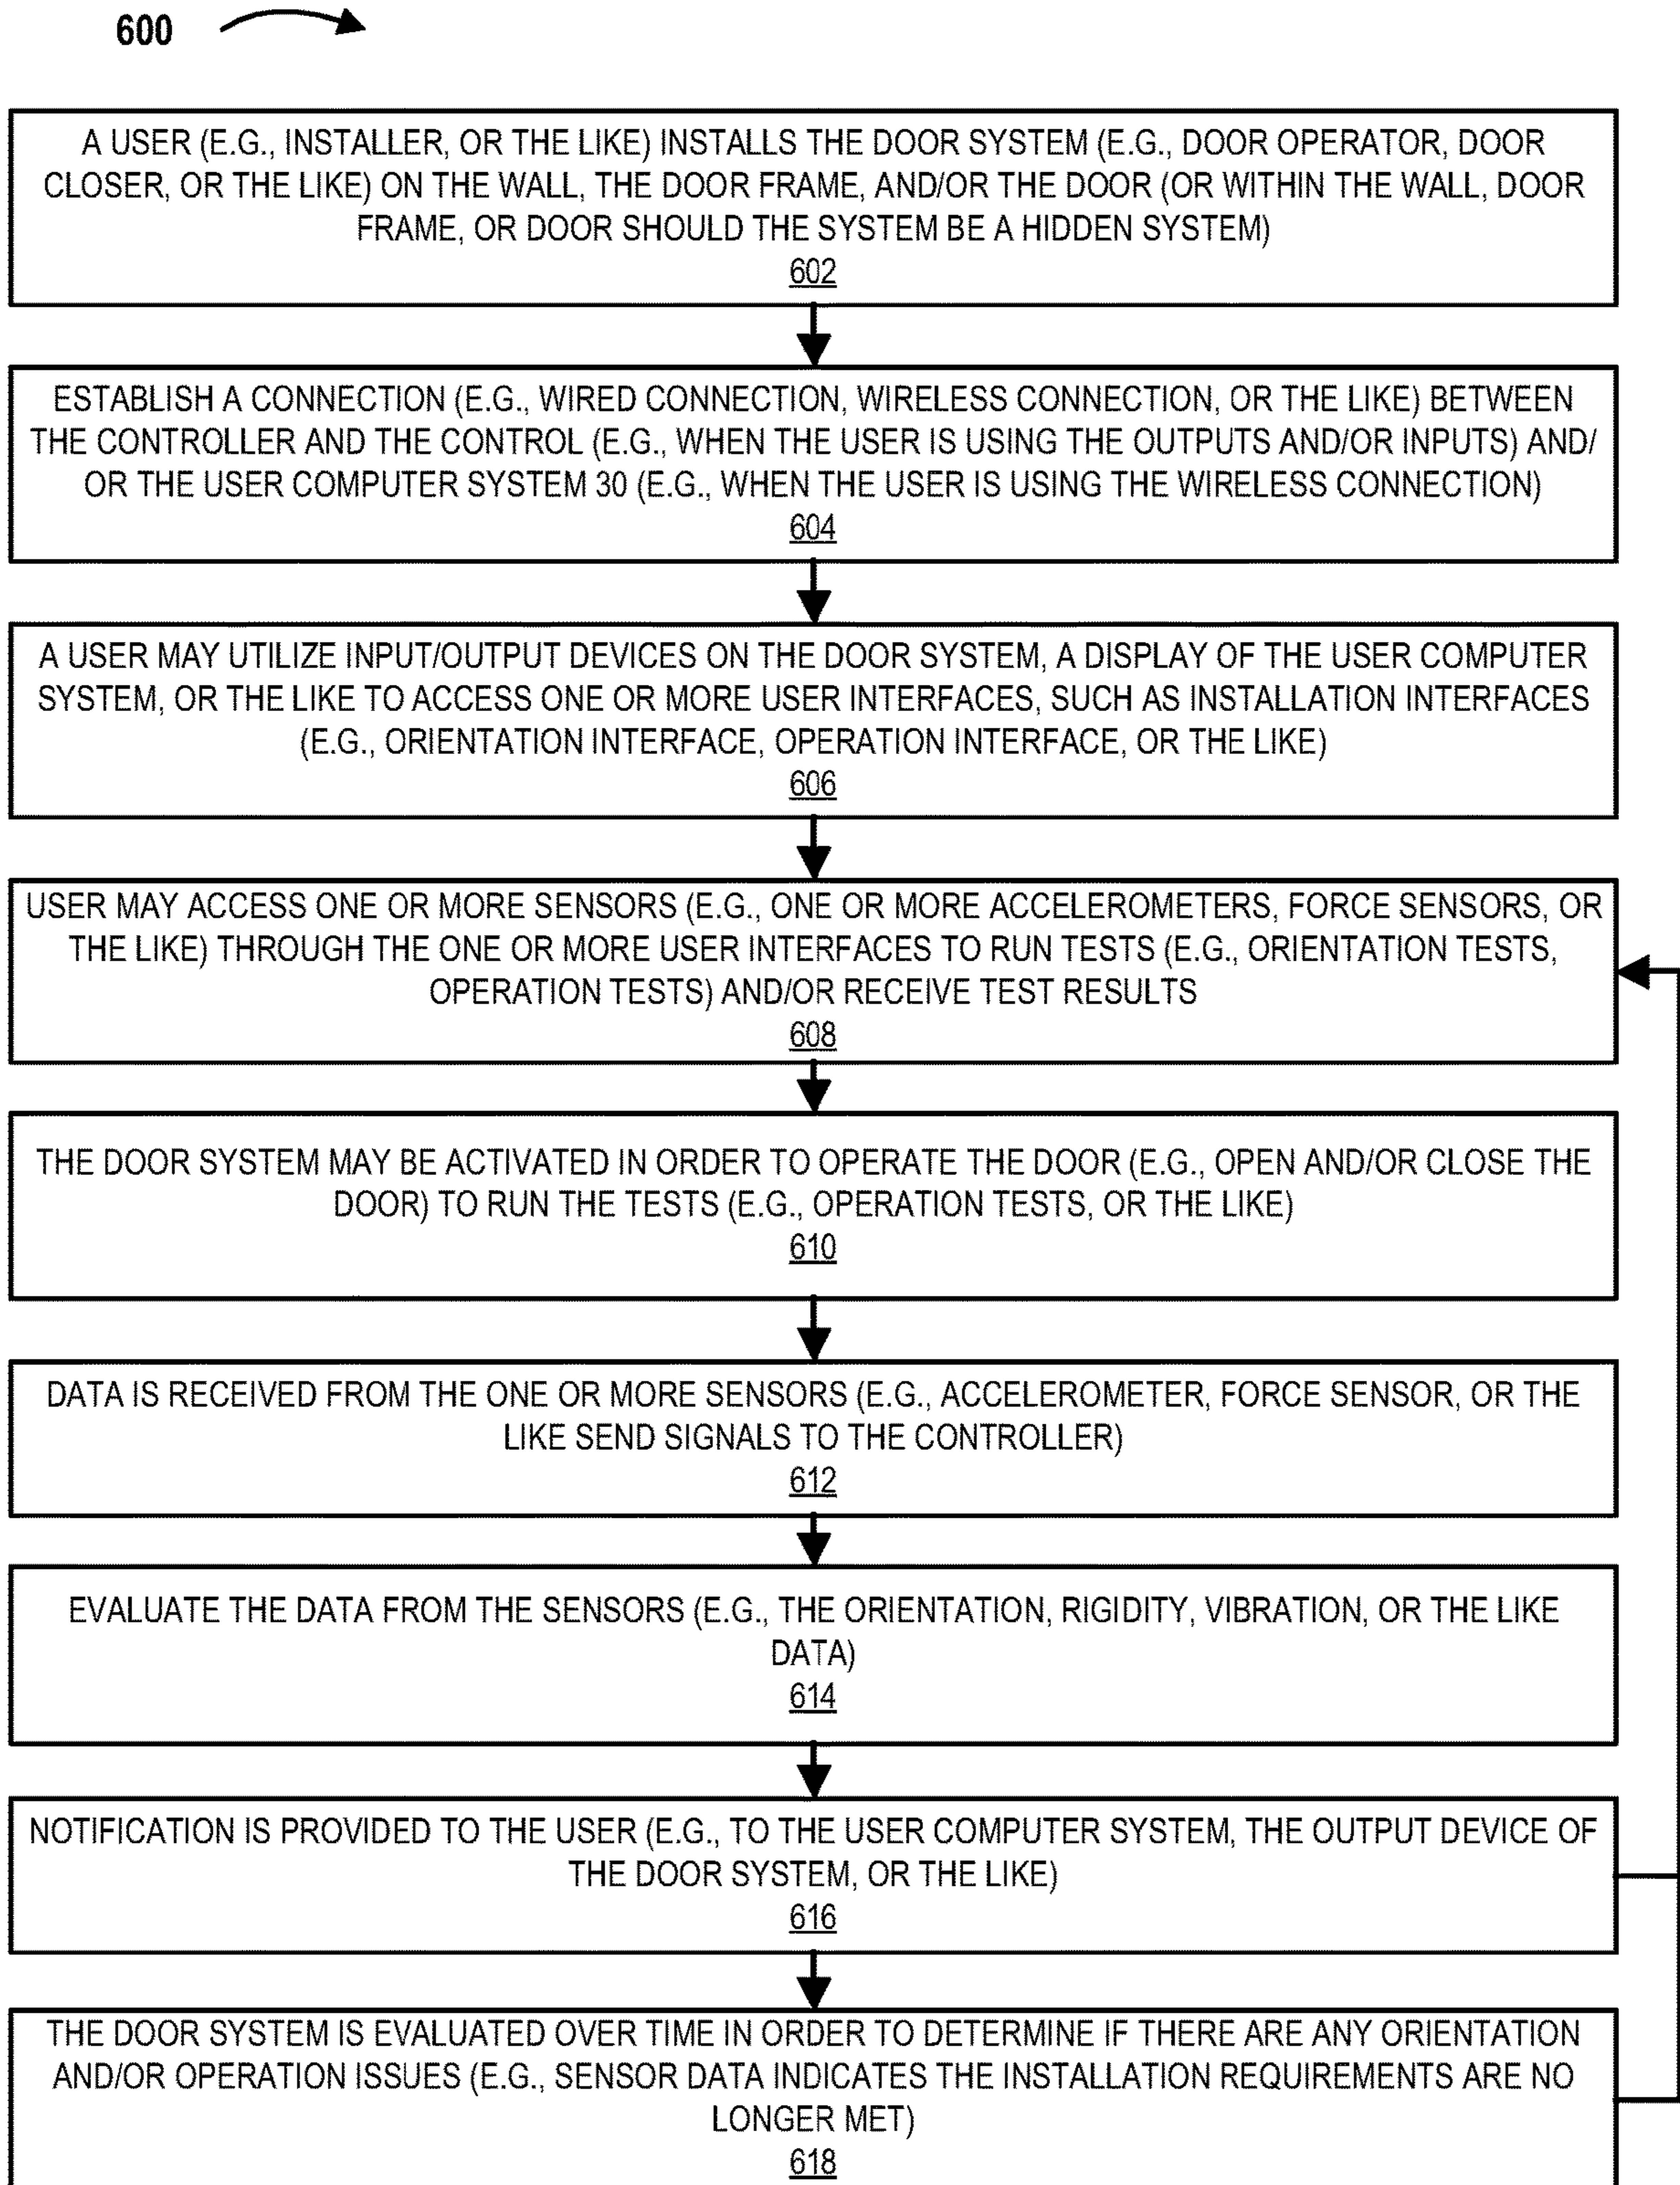 600
A USER (E.G., INSTALLER, OR THE LIKE) INSTALLS THE DOOR SYSTEM (E.G., DOOR OPERATOR, DOOR
CLOSER, OR THE LIKE) ON THE WALL, THE DOOR FRAME, AND/OR THE DOOR (OR WITHIN THE WALL, DOOR
FRAME, OR DOOR SHOULD THE SYSTEM BE A HIDDEN SYSTEM)
602
ESTABLISH A CONNECTION (E.G., WIRED CONNECTION, WIRELESS CONNECTION, OR THE LIKE) BETWEEN
THE CONTROLLER AND THE CONTROL (E.G., WHEN THE USER IS USING THE OUTPUTS AND/OR INPUTS) AND/
OR THE USER COMPUTER SYSTEM 30 (E.G., WHEN THE USER IS USING THE WIRELESS CONNECTION)
604
A USER MAY UTILIZE INPUT/OUTPUT DEVICES ON THE DOOR SYSTEM, A DISPLAY OF THE USER COMPUTER
SYSTEM, OR THE LIKE TO ACCESS ONE OR MORE USER INTERFACES, SUCH AS INSTALLATION INTERFACES
(E.G., ORIENTATION INTERFACE, OPERATION INTERFACE, OR THE LIKE)
606
USER MAY ACCESS ONE OR MORE SENSORS (E.G., ONE OR MORE ACCELEROMETERS, FORCE SENSORS, OR
THE LIKE) THROUGH THE ONE OR MORE USER INTERFACES TO RUN TESTS (E.G., ORIENTATION TESTS,
OPERATION TESTS) AND/OR RECEIVE TEST RESULTS
608
THE DOOR SYSTEM MAY BE ACTIVATED IN ORDER TO OPERATE THE DOOR (E.G., OPEN AND/OR CLOSE THE
DOOR) TO RUN THE TESTS (E.G., OPERATION TESTS, OR THE LIKE)
610
DATA IS RECEIVED FROM THE ONE OR MORE SENSORS (E.G., ACCELEROMETER, FORCE SENSOR, OR THE
LIKE SEND SIGNALS TO THE CONTROLLER)
612
EVALUATE THE DATA FROM THE SENSORS (E.G., THE ORIENTATION, RIGIDITY, VIBRATION, OR THE LIKE
DATA)
614
NOTIFICATION IS PROVIDED TO THE USER (E.G., TO THE USER COMPUTER SYSTEM, THE OUTPUT DEVICE OF
THE DOOR SYSTEM, OR THE LIKE)
616
THE DOOR SYSTEM IS EVALUATED OVER TIME IN ORDER TO DETERMINE IF THERE ARE ANY ORIENTATION
AND/OR OPERATION ISSUES (E.G., SENSOR DATA INDICATES THE INSTALLATION REQUIREMENTS ARE NO
LONGER MET)
618